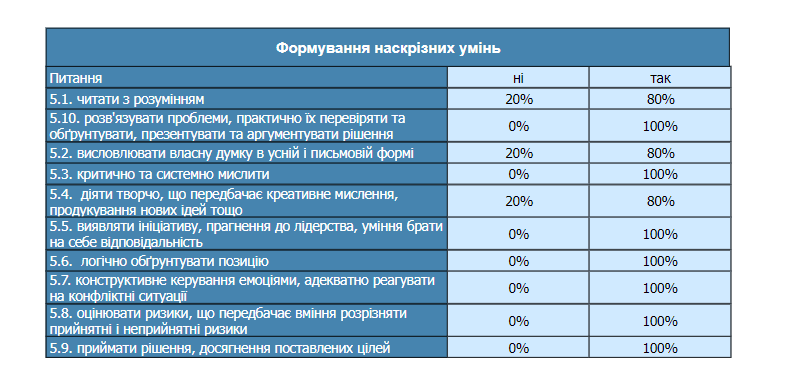 Формування наскрізних умінь
Питання ні так
5.1. читати з розумінням 20% 80%
5.10. розв'язувати проблеми, практично їх перевіряти та
обґрунтувати, презентувати та аргументувати рішення 0% 100%
5.2. висловлювати власну думку в усній і письмовій формі 20% 80%
5.3. критично та системно мислити 0% 100%
5.4.  діяти творчо, що передбачає креативне мислення,
продукування нових ідей тощо 20% 80%
5.5. виявляти ініціативу, прагнення до лідерства, уміння брати
на себе відповідальність 0% 100%
5.6.  логічно обґрунтувати позицію 0% 100%
5.7. конструктивне керування емоціями, адекватно реагувати
на конфліктні ситуації 0% 100%
5.8. оцінювати ризики, що передбачає вміння розрізняти
прийнятні і неприйнятні ризики 0% 100%
5.9. приймати рішення, досягнення поставлених цілей 0% 100%